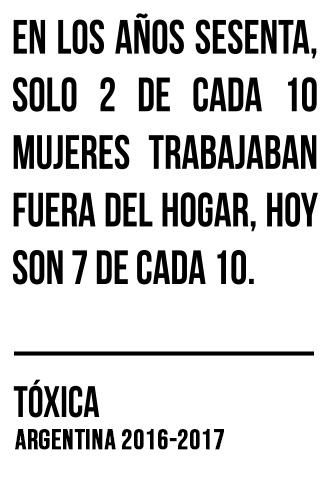 EN LOS AÑOS SESENTA,
SOLO 2 DE CADA 10
MUJERES TRABAJABAN
FUERA DEL HOGAR, HOY
SON 7 DE CADA 10.
TÓXICA
ARGENTINA 2016-2017